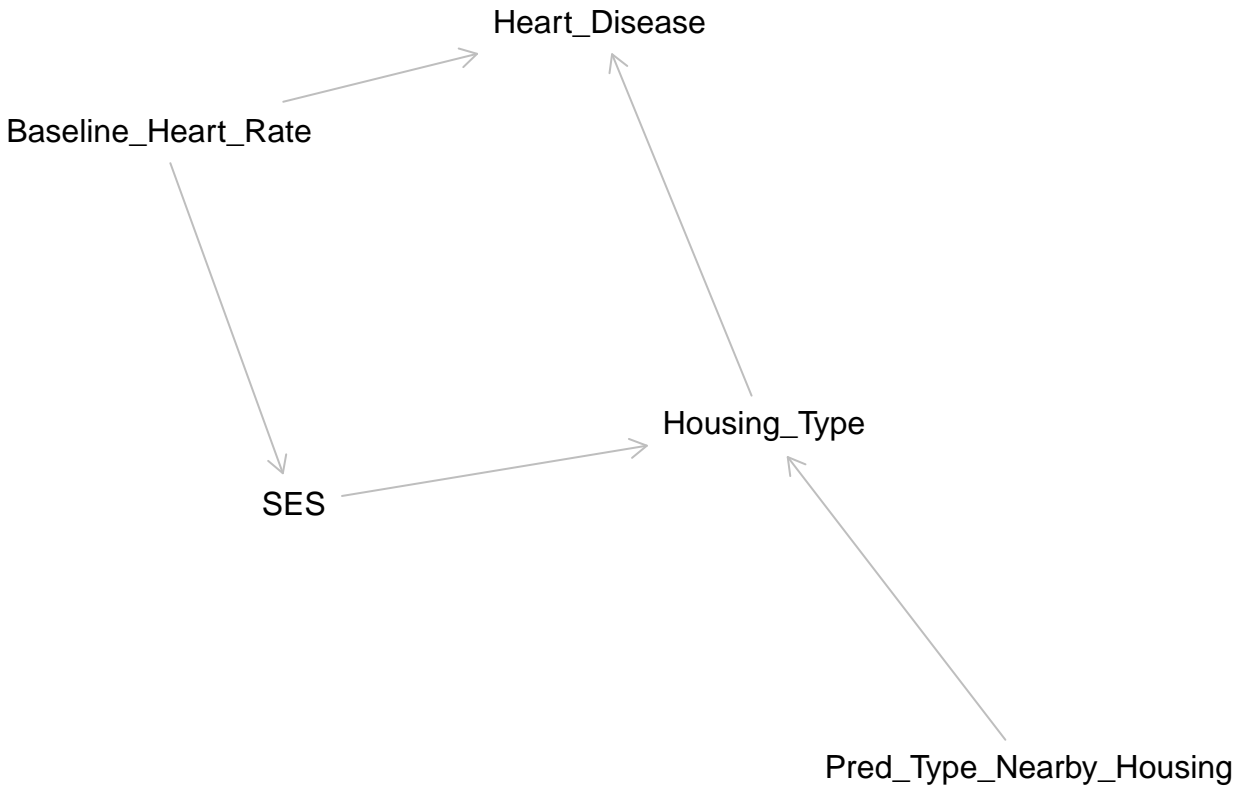 Heart_Disease
Baseline_Heart_Rate
Housing_Type
SES
Pred_Type_Nearby_Housing